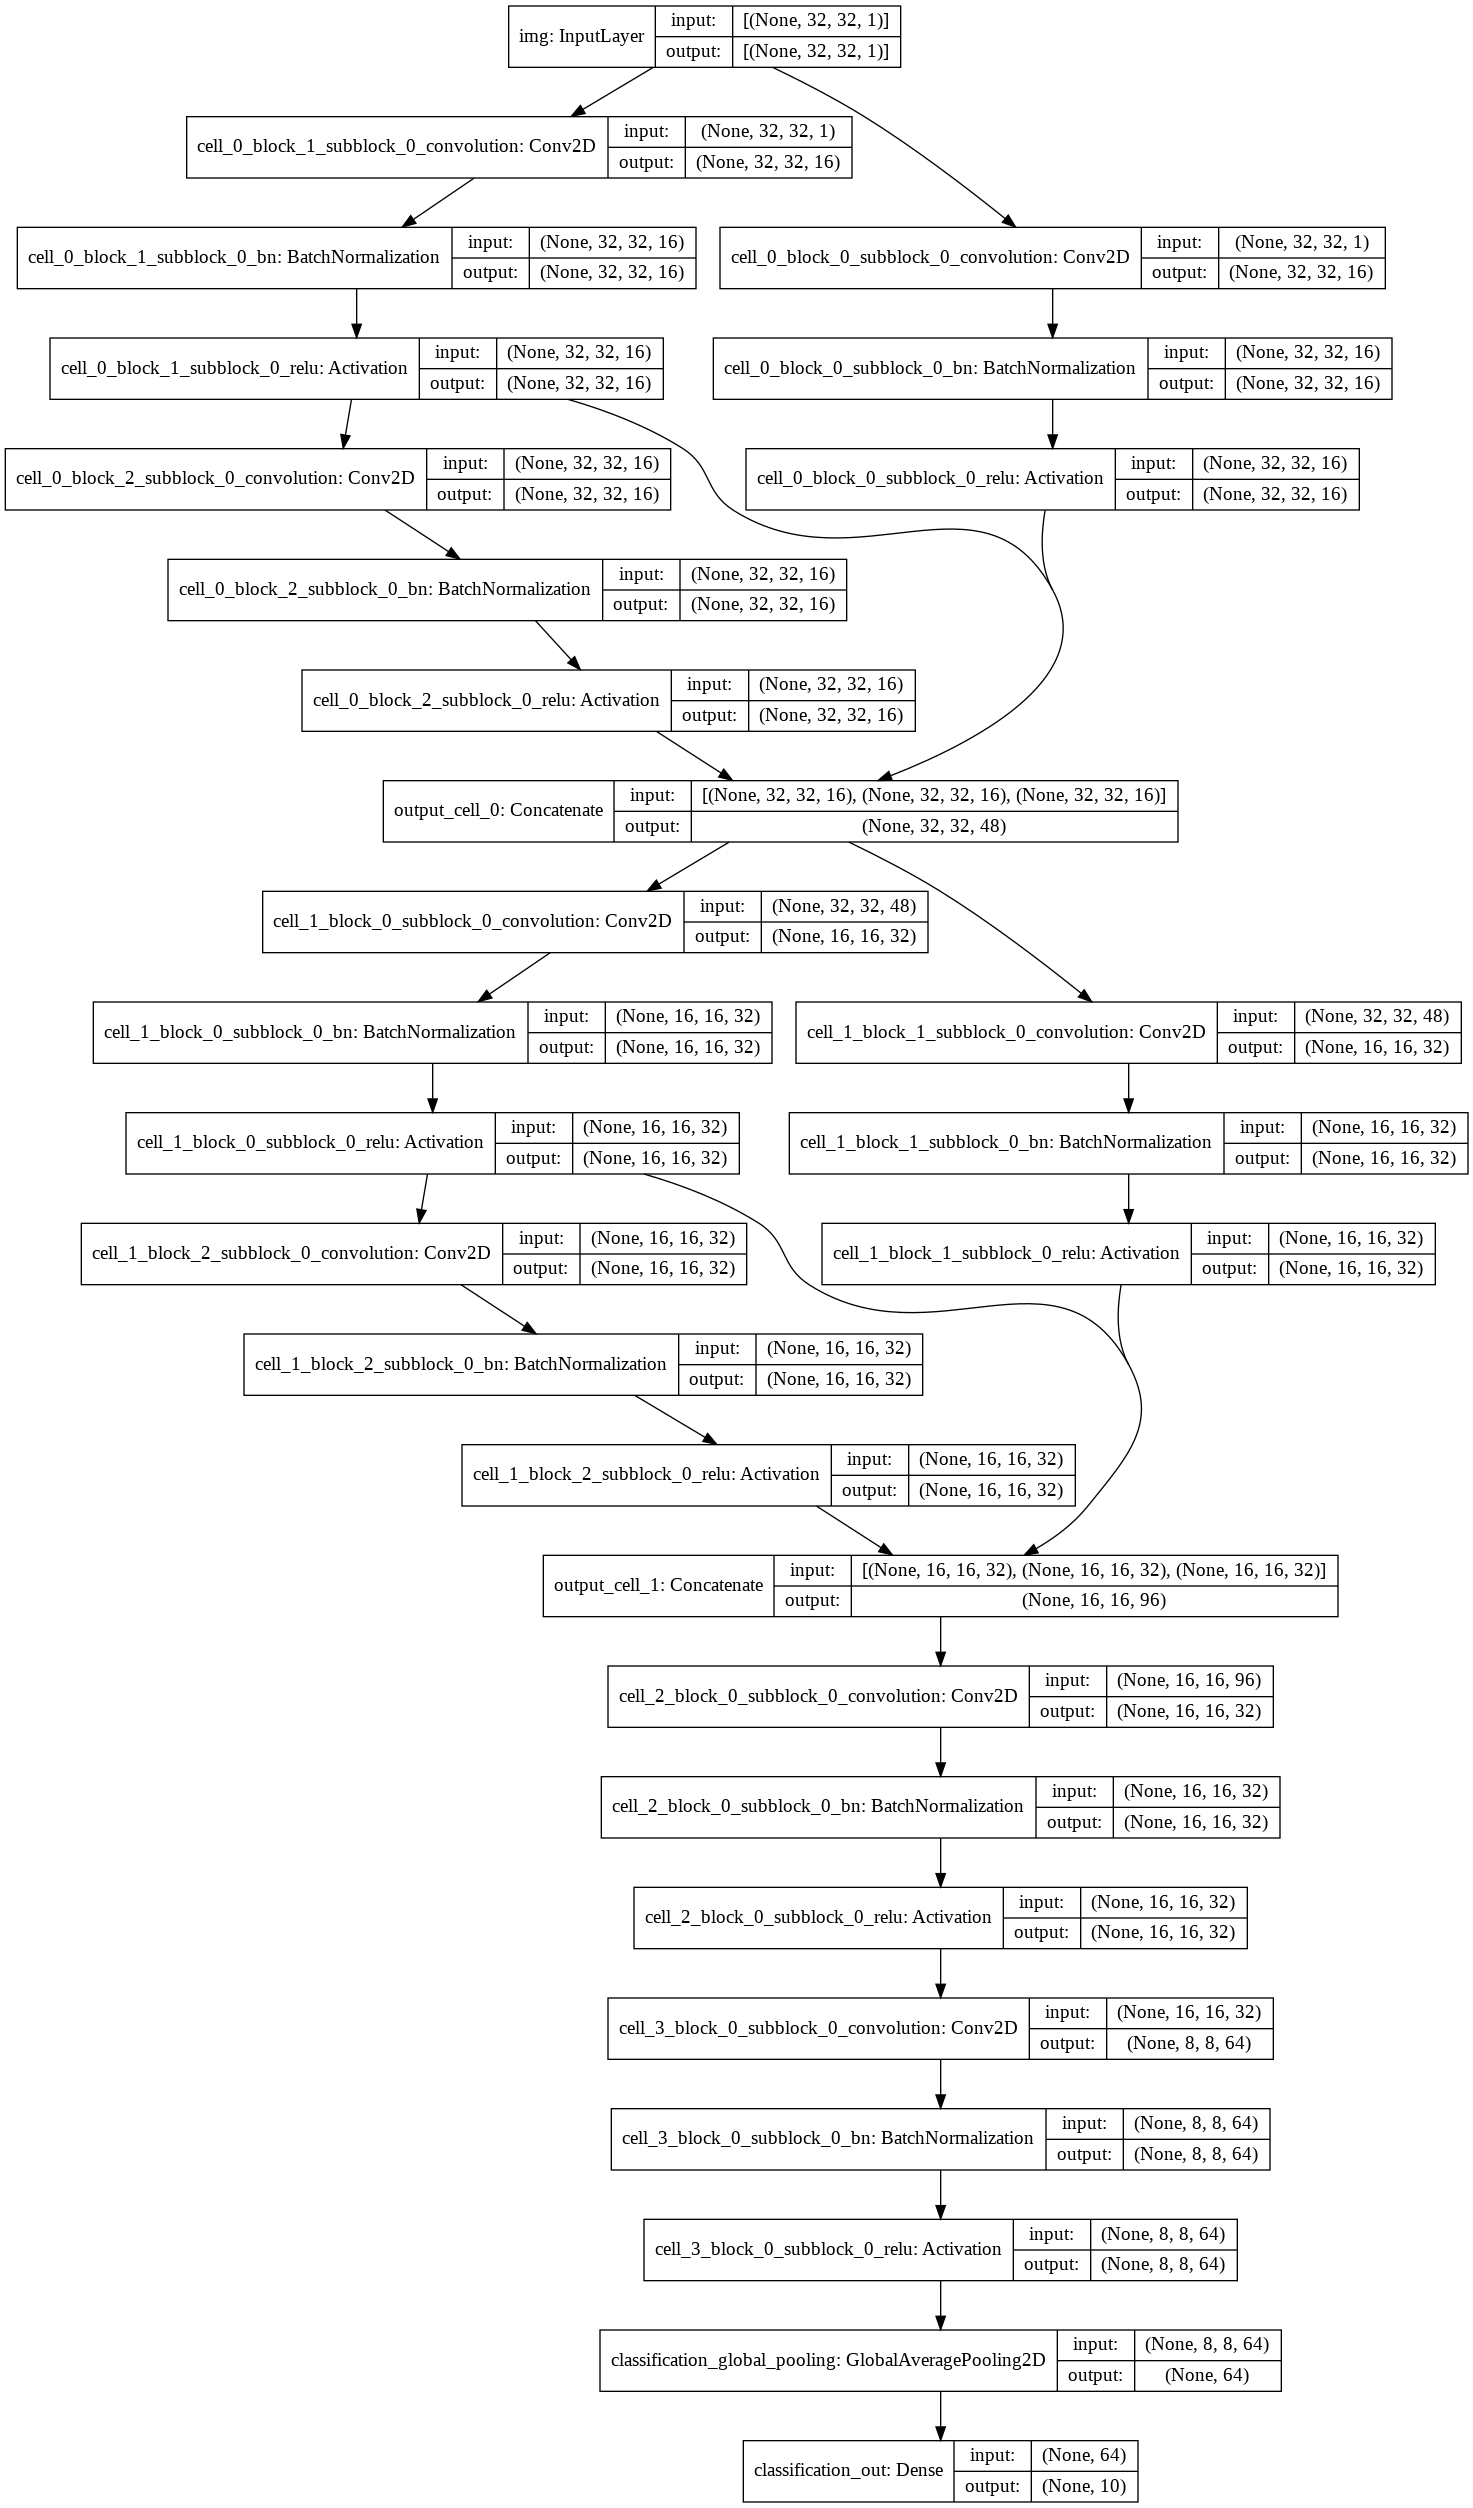 img: InputLayer
input: [(None, 32, 32, 1)]
output: [(None, 32, 32, 1)]
cell_0_block_1_subblock_0_convolution: Conv2D
input: (None, 32, 32, 1)
output: (None, 32, 32, 16)
cell_0_block_1_subblock_0_bn: BatchNormalization
input: (None, 32, 32, 16)
output: (None, 32, 32, 16)
cell_0_block_0_subblock_0_convolution: Conv2D
input: (None, 32, 32, 1)
output: (None, 32, 32, 16)
cell_0_block_1_subblock_0_relu: Activation
input: (None, 32, 32, 16)
output: (None, 32, 32, 16)
cell_0_block_0_subblock_0_bn: BatchNormalization
input: (None, 32, 32, 16)
output: (None, 32, 32, 16)
cell_0_block_2_subblock_0_convolution: Conv2D
input: (None, 32, 32, 16)
output: (None, 32, 32, 16)
cell_0_block_0_subblock_0_relu: Activation
input: (None, 32, 32, 16)
output: (None, 32, 32, 16)
cell_0_block_2_subblock_0_bn: BatchNormalization
input: (None, 32, 32, 16)
output: (None, 32, 32, 16)
cell_0_block_2_subblock_0_relu: Activation
input: (None, 32, 32, 16)
output: (None, 32, 32, 16)
output_cell_0: Concatenate
input: [(None, 32, 32, 16), (None, 32, 32, 16), (None, 32, 32, 16)]
output: (None, 32, 32, 48)
cell_1_block_0_subblock_0_convolution: Conv2D
input: (None, 32, 32, 48)
output: (None, 16, 16, 32)
cell_1_block_0_subblock_0_bn: BatchNormalization
input: (None, 16, 16, 32)
output: (None, 16, 16, 32)
cell_1_block_1_subblock_0_convolution: Conv2D
input: (None, 32, 32, 48)
output: (None, 16, 16, 32)
cell_1_block_0_subblock_0_relu: Activation
input: (None, 16, 16, 32)
output: (None, 16, 16, 32)
cell_1_block_1_subblock_0_bn: BatchNormalization
input: (None, 16, 16, 32)
output: (None, 16, 16, 32)
cell_1_block_2_subblock_0_convolution: Conv2D
input: (None, 16, 16, 32)
output: (None, 16, 16, 32)
cell_1_block_1_subblock_0_relu: Activation
input: (None, 16, 16, 32)
output: (None, 16, 16, 32)
cell_1_block_2_subblock_0_bn: BatchNormalization
input: (None, 16, 16, 32)
output: (None, 16, 16, 32)
cell_1_block_2_subblock_0_relu: Activation
input: (None, 16, 16, 32)
output: (None, 16, 16, 32)
output_cell_1: Concatenate
input: [(None, 16, 16, 32), (None, 16, 16, 32), (None, 16, 16, 32)]
output: (None, 16, 16, 96)
cell_2_block_0_subblock_0_convolution: Conv2D
input: (None, 16, 16, 96)
output: (None, 16, 16, 32)
cell_2_block_0_subblock_0_bn: BatchNormalization
input: (None, 16, 16, 32)
output: (None, 16, 16, 32)
cell_2_block_0_subblock_0_relu: Activation
input: (None, 16, 16, 32)
output: (None, 16, 16, 32)
cell_3_block_0_subblock_0_convolution: Conv2D
input: (None, 16, 16, 32)
output: (None, 8, 8, 64)
cell_3_block_0_subblock_0_bn: BatchNormalization
input: (None, 8, 8, 64)
output: (None, 8, 8, 64)
cell_3_block_0_subblock_0_relu: Activation
input: (None, 8, 8, 64)
output: (None, 8, 8, 64)
classification_global_pooling: GlobalAveragePooling2D
input: (None, 8, 8, 64)
output: (None, 64)
classification_out: Dense
input: (None, 64)
output: (None, 10)